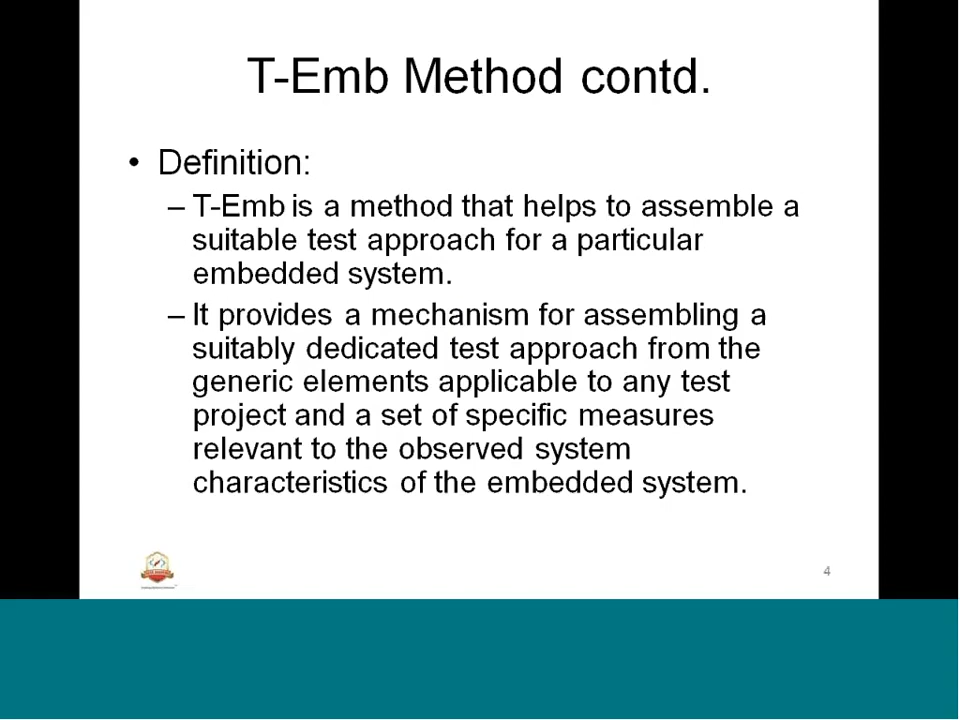 T-Emb Method contd.
• Definition:
– T-Emb is a method that helps to assemble a
suitable test approach for a particular
embedded system.
– It provides a mechanism for assembling a
suitably dedicated test approach from the
generic elements applicable to any test
project and a set of specific measures
relevant to the observed system
characteristics of the embedded system.
4